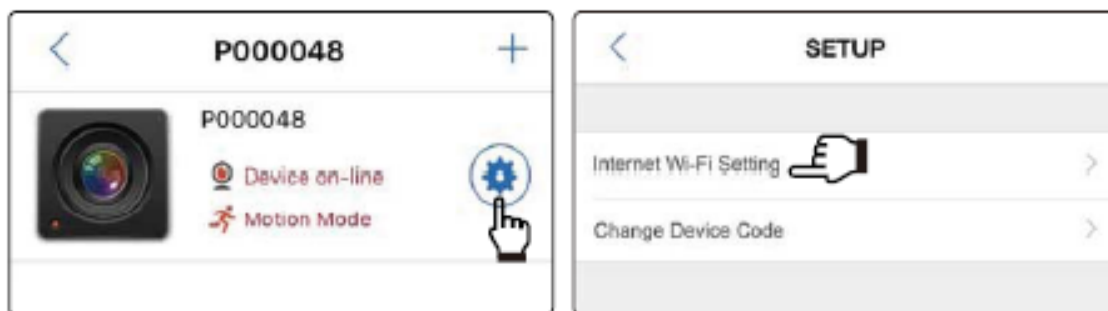 P000048
P000048
Device on-line
Motion Mode
SETUP
Internet Wi-Fi Setting
Change Device Code